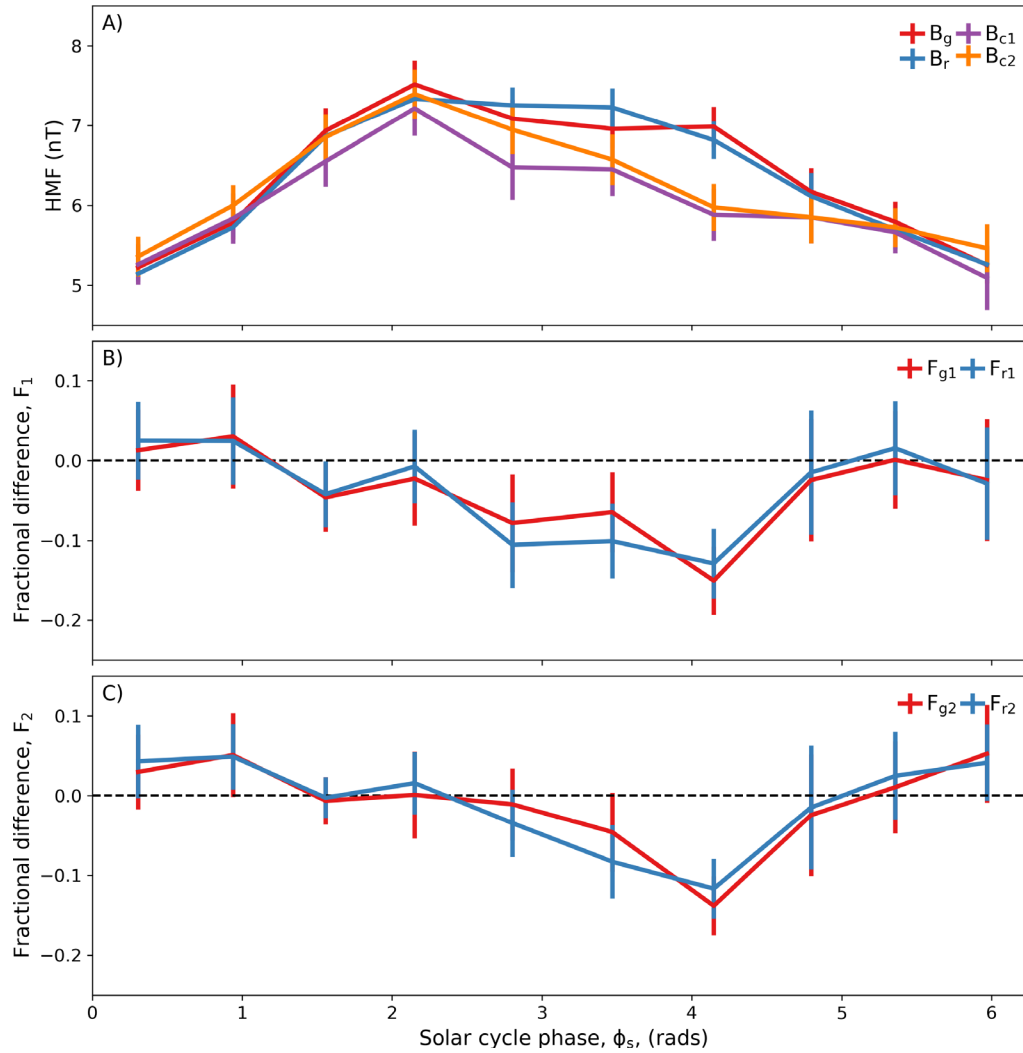 A)
B_g B_c1
B_r B_c2
HMF (nT)
8
7
6
5
B)
F_g1 F_r1
Fractional difference, F_1
0.1
0.0
−0.1
−0.2
C)
F_g2 F_r2
Fractional difference, F_2
0.1
0.0
−0.1
−0.2
0 1 2 3 4 5 6
Solar cycle phase, ϕ_s, (rads)